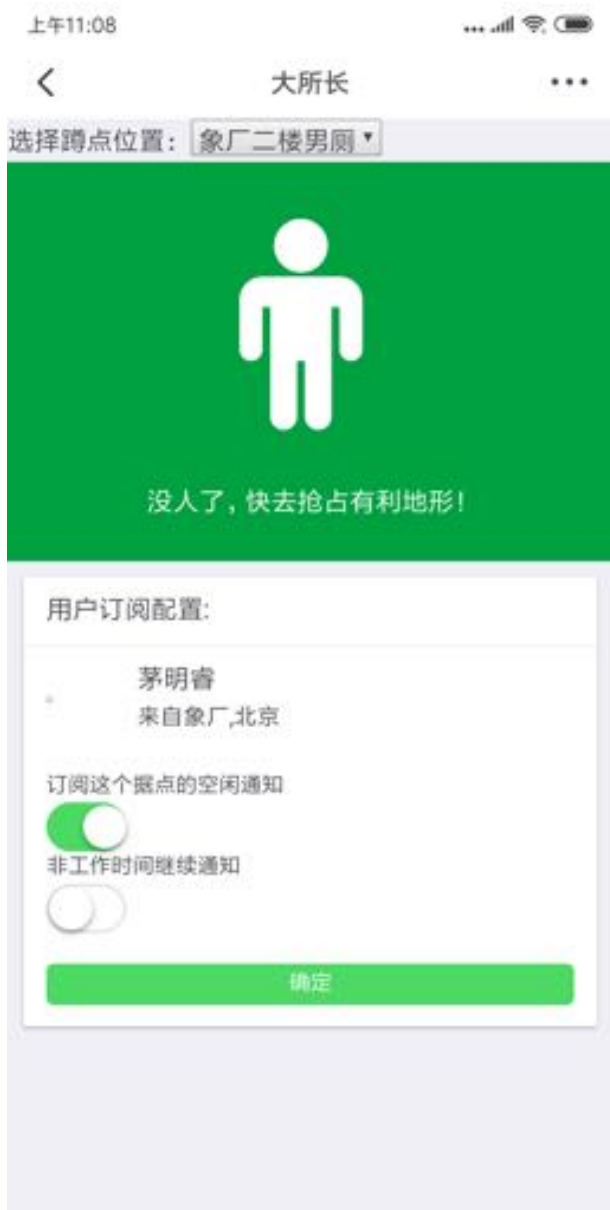 上午11:08
大所长
选择蹲点位置：象厂二楼男厕
没人了，快去抢占有利地形！
用户订阅配置:
茅明睿
来自象厂,北京
订阅这个据点的空闲通知
非工作时间继续通知
确定